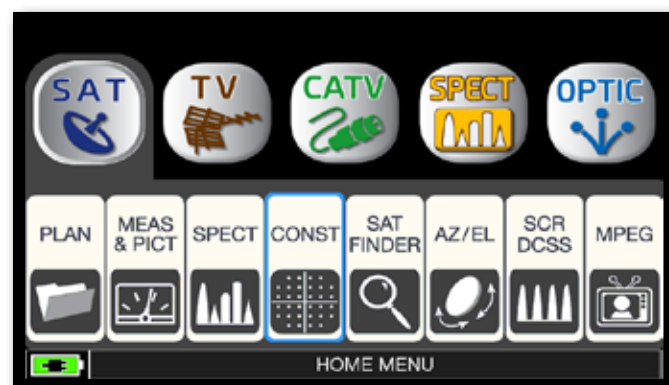 SAT
TV
CATV
SPECT
OPTIC
PLAN
MEAS
& PICT
SPECT
CONST
SAT
FINDER
AZ/EL
SCR
DCSS
MPEG
HOME MENU